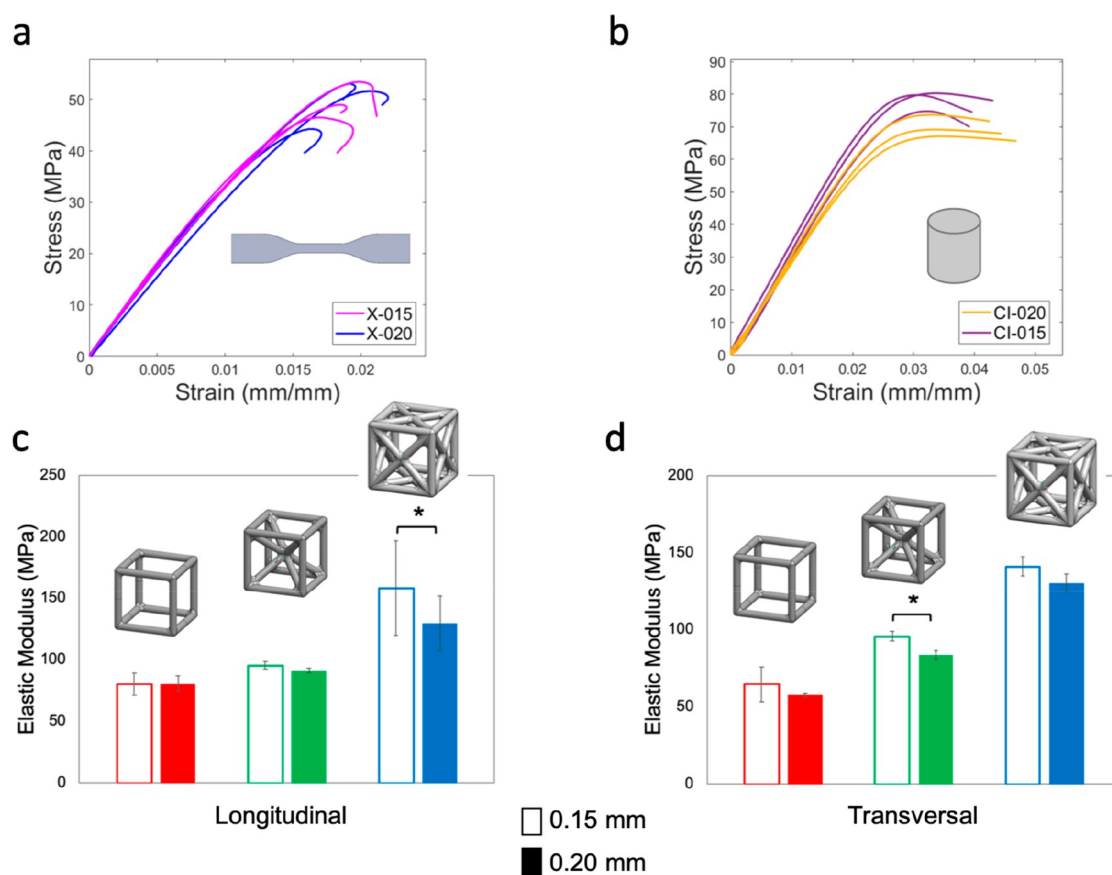 a
50
40
30
20
10
0
Stress (MPa)
0 0.005 0.01 0.015 0.02
Strain (mm/mm)
X-015
X-020
b
90
80
70
60
50
40
30
20
10
0
Stress (MPa)
0 0.01 0.02 0.03 0.04 0.05
Strain (mm/mm)
CI-020
CI-015
c
250
200
150
100
50
0
Elastic Modulus (MPa)
*
Longitudinal
d
200
150
100
50
0
Elastic Modulus (MPa)
*
Transversal
0.15 mm
0.20 mm